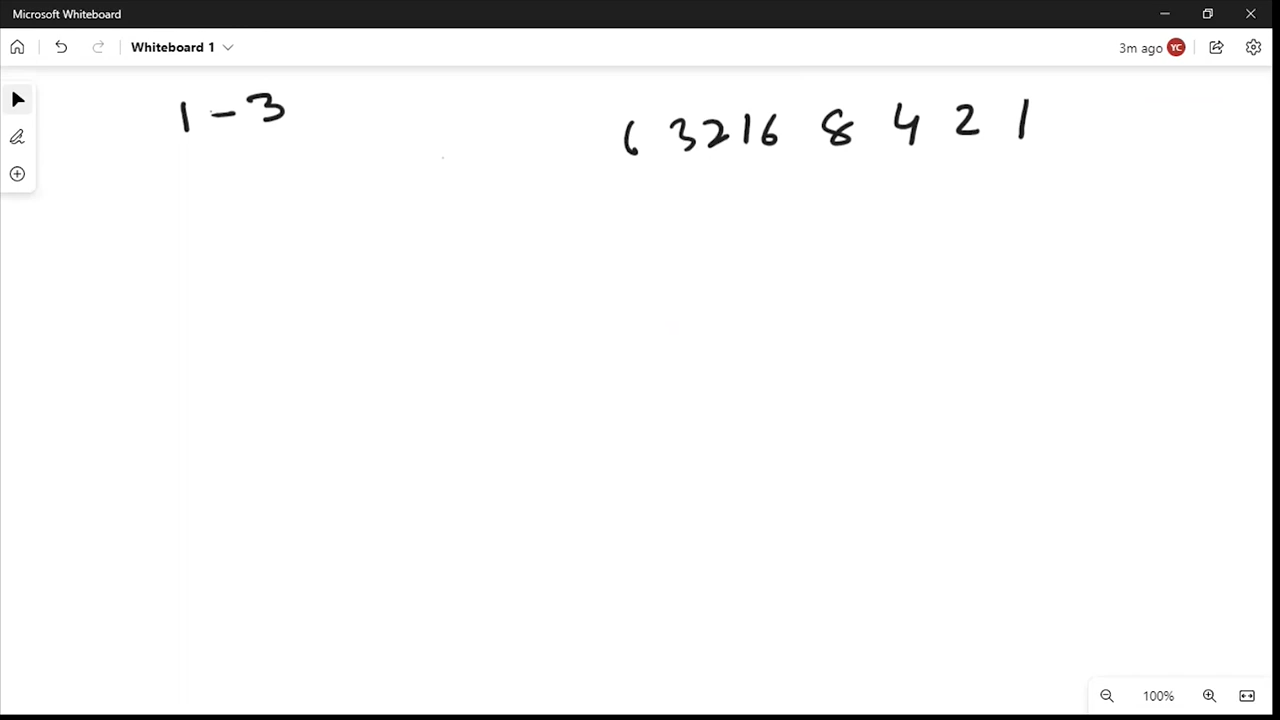 Microsoft Whiteboard
Whiteboard 1
3m ago YC
1 - 3
6 32 16 8 4 2 1
100%